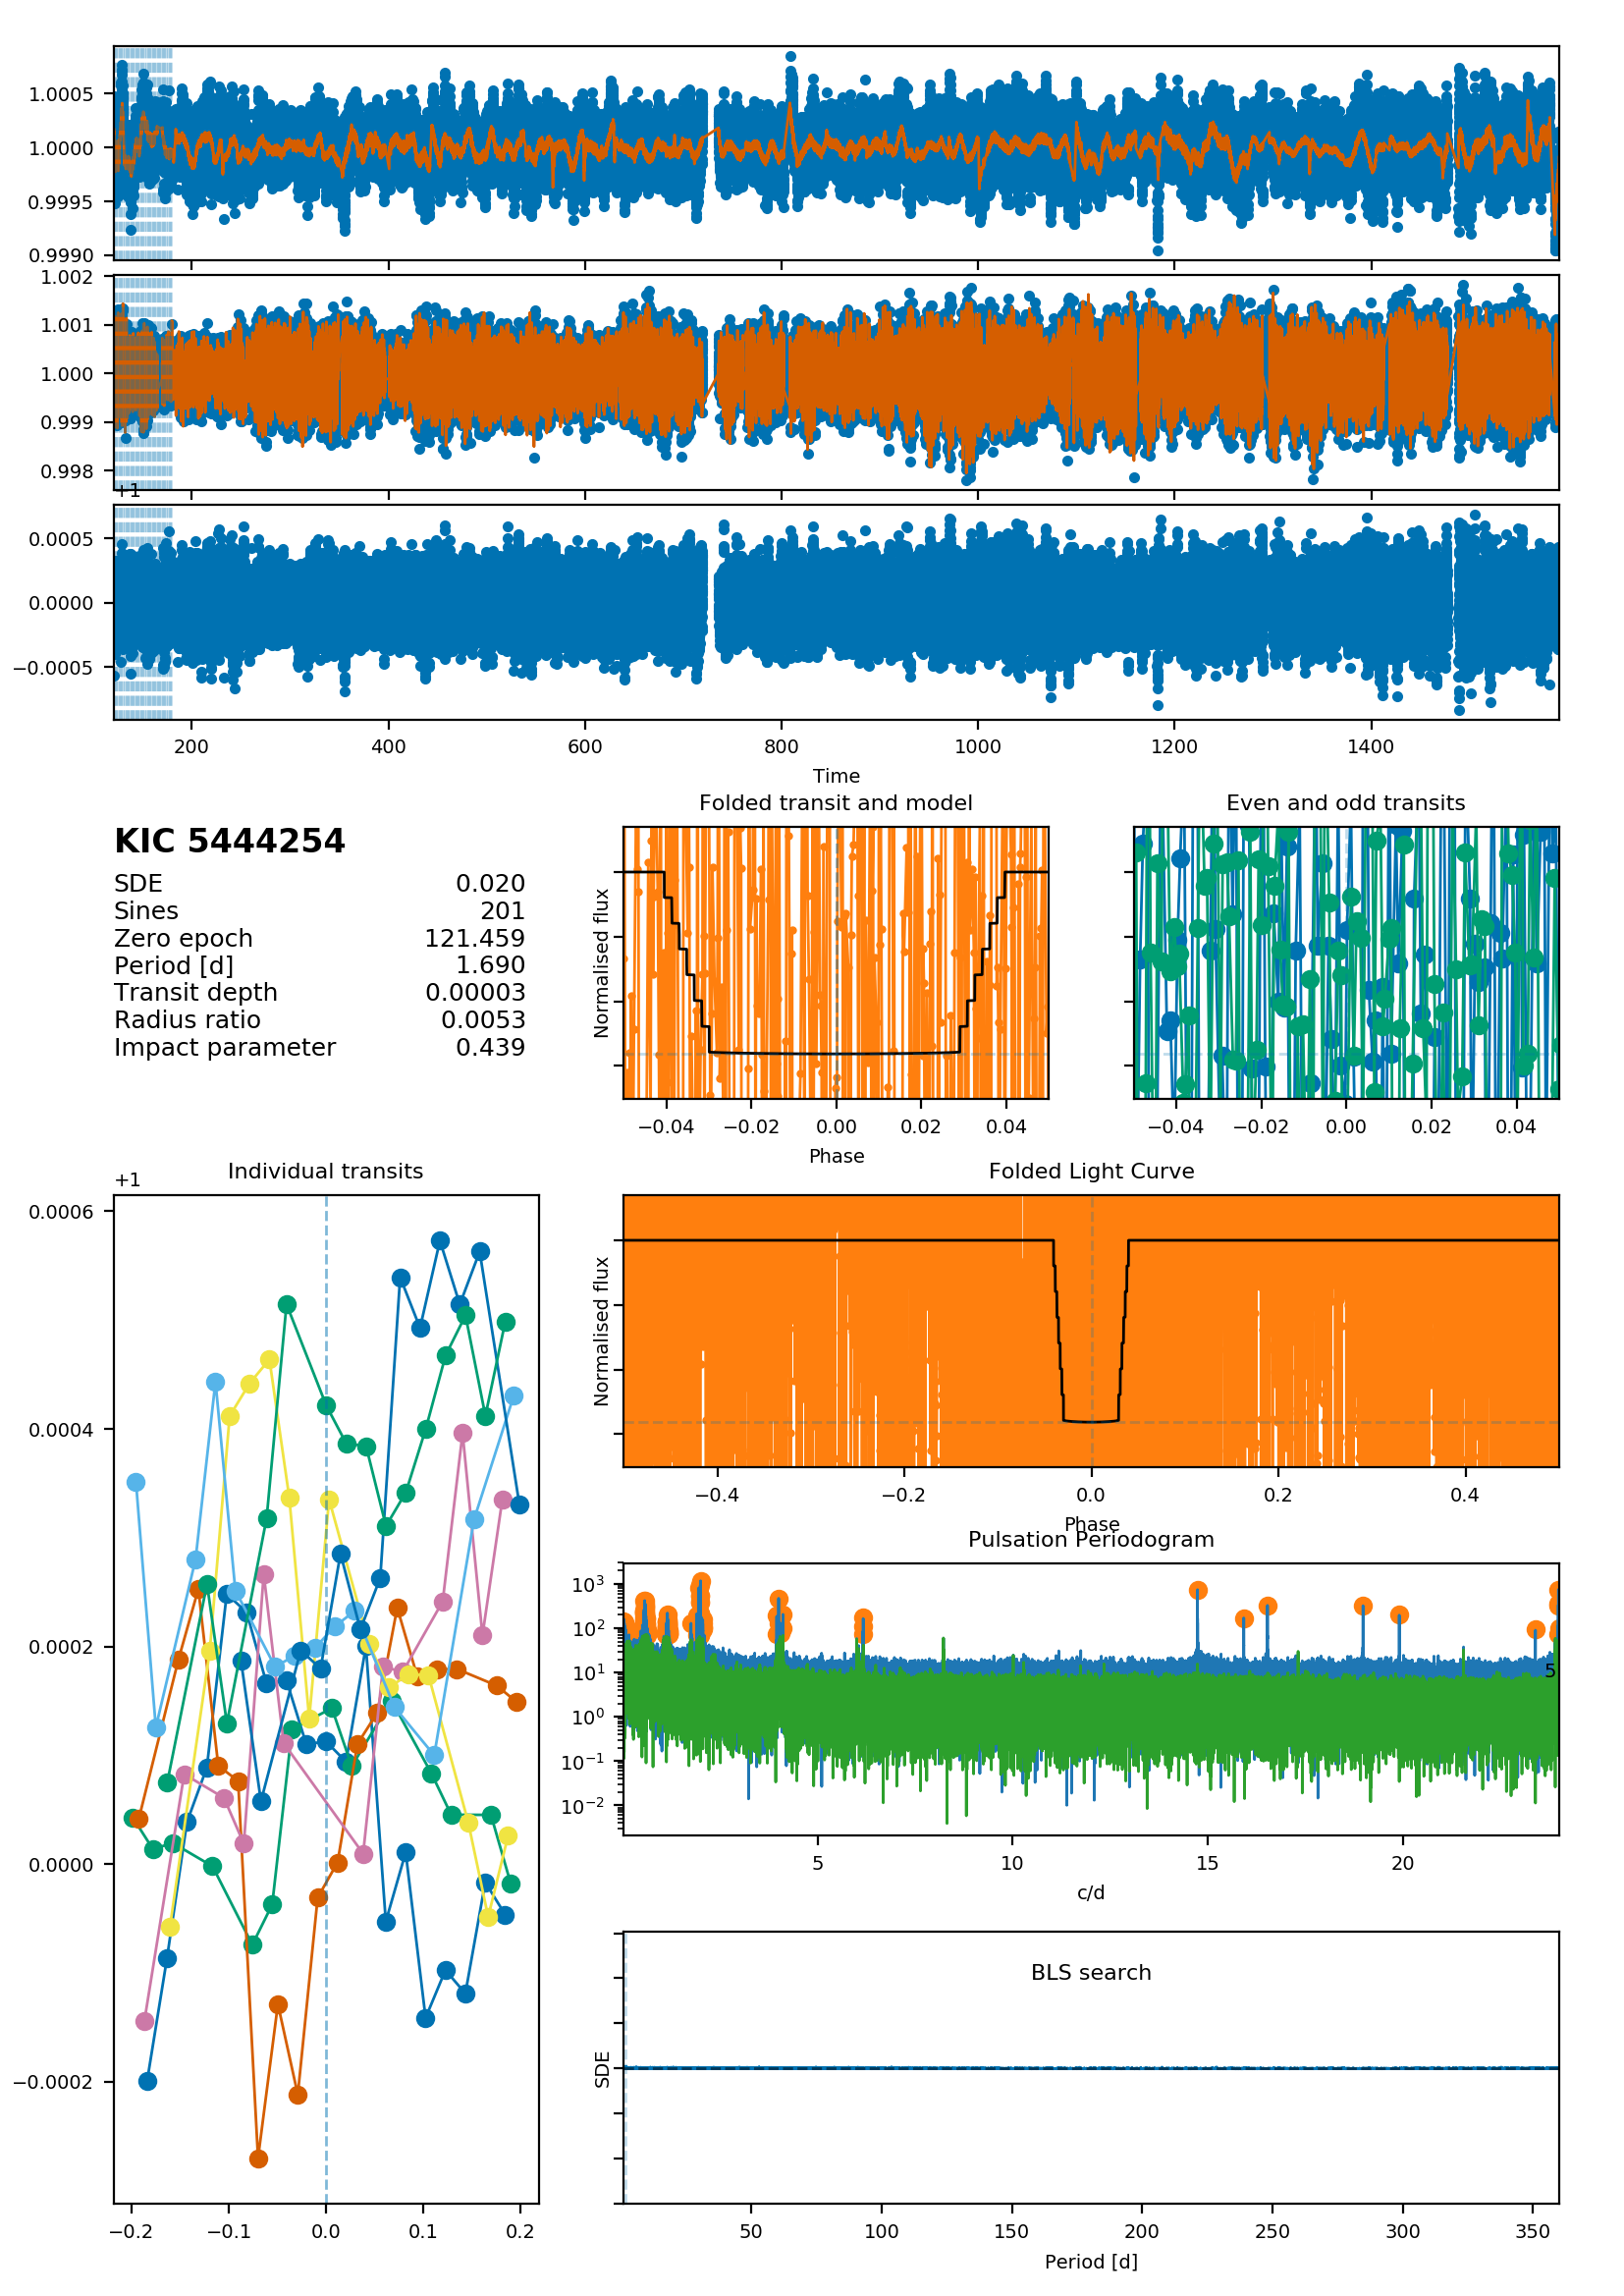 1.0005
1.0000
0.9995
0.9990
1.002
1.001
1.000
0.999
0.998
+1
0.0005
0.0000
−0.0005
200 400 600 800 1000 1200 1400
Time
KIC 5444254
SDE 0.020
Sines 201
Zero epoch 121.459
Period [d] 1.690
Transit depth 0.00003
Radius ratio 0.0053
Impact parameter 0.439
Folded transit and model
Normalised flux
−0.04 −0.02 0.00 0.02 0.04
Phase
Even and odd transits
−0.04 −0.02 0.00 0.02 0.04
Individual transits
+1
0.0006
0.0004
0.0002
0.0000
−0.0002
−0.2 −0.1 0.0 0.1 0.2
Folded Light Curve
Normalised flux
−0.4 −0.2 0.0 0.2 0.4
Phase
Pulsation Periodogram
10³
10²
10¹
10⁰
10⁻¹
10⁻²
5
5 10 15 20
c/d
BLS search
SDE
50 100 150 200 250 300 350
Period [d]